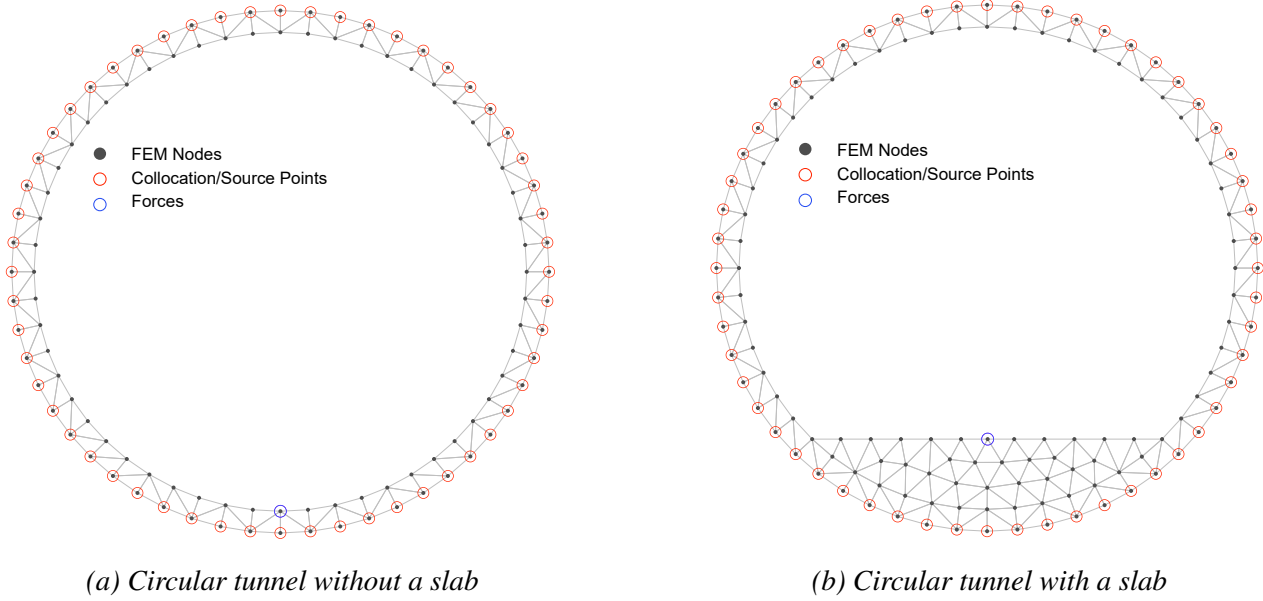 FEM Nodes
Collocation/Source Points
Forces
FEM Nodes
Collocation/Source Points
Forces
(a) Circular tunnel without a slab
(b) Circular tunnel with a slab